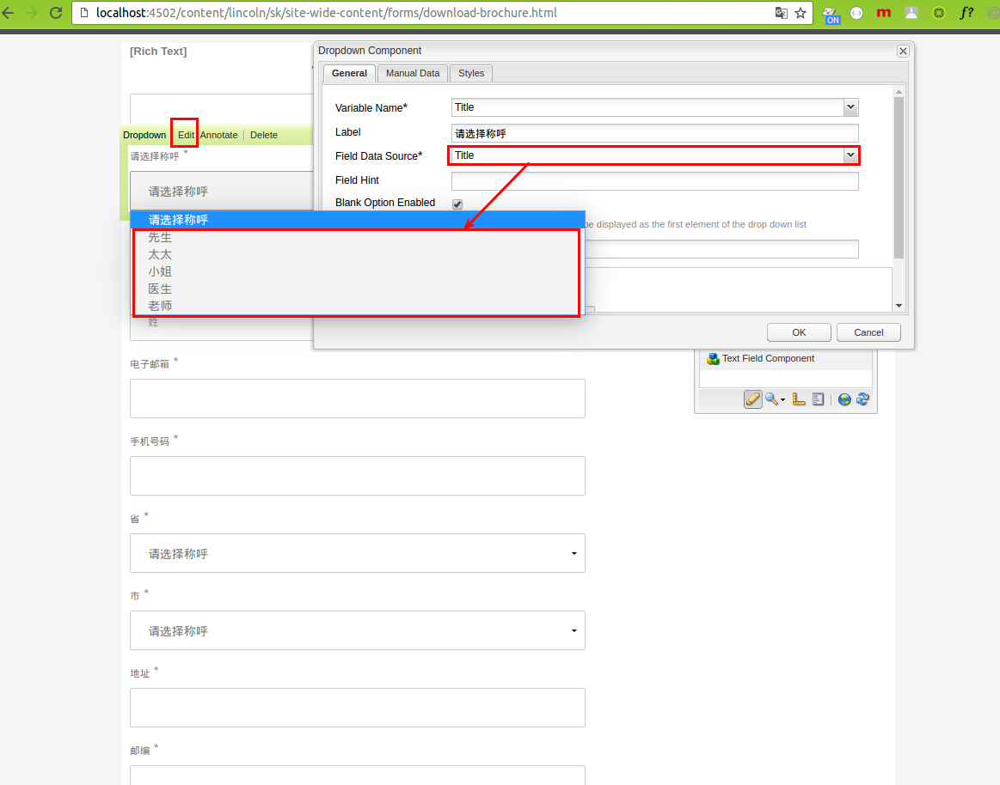 localhost:4502/content/lincoln/sk/site-wide-content/forms/download-brochure.html
ON
m
f?
[Rich Text]
Dropdown Component
General Manual Data Styles
Variable Name* Title
Label 请选择称呼
Field Data Source* Title
Field Hint
Blank Option Enabled
be displayed as the first element of the drop down list
OK Cancel
Dropdown Edit Annotate Delete
请选择称呼 *
请选择称呼
请选择称呼
先生
太太
小姐
医生
老师
姓
Text Field Component
电子邮箱 *
手机号码 *
省 *
请选择称呼
市 *
请选择称呼
地址 *
邮编 *